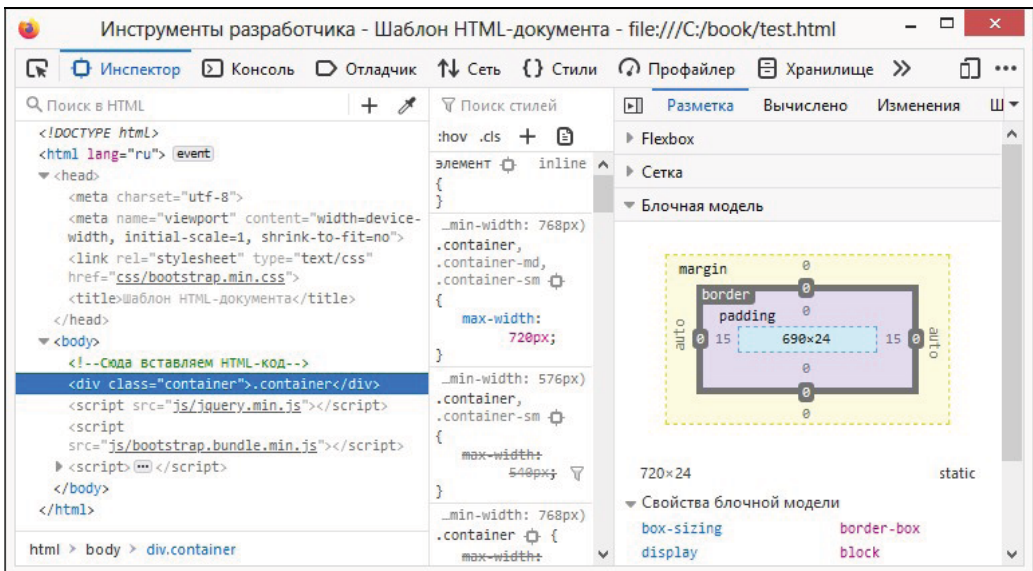 Инструменты разработчика - Шаблон HTML-документа - file:///C:/book/test.html
Инспектор Консоль Отладчик Сеть Стили Профайлер Хранилище
Поиск в HTML
<!DOCTYPE html>
<html lang="ru"> event
<head>
<meta charset="utf-8">
<meta name="viewport" content="width=device-
width, initial-scale=1, shrink-to-fit=no">
<link rel="stylesheet" type="text/css"
href="css/bootstrap.min.css">
<title>Шаблон HTML-документа</title>
</head>
<body>
<!--Сюда вставляем HTML-код-->
<div class="container">.container</div>
<script src="js/jquery.min.js"></script>
<script
src="js/bootstrap.bundle.min.js"></script>
<script>⋯</script>
</body>
</html>
html > body > div.container
Поиск стилей
:hov .cls +
элемент inline
{
}
_min-width: 768px)
.container,
.container-md,
.container-sm
{
max-width:
720px;
}
_min-width: 576px)
.container,
.container-sm
{
max-width:
540px;
}
_min-width: 768px)
.container {
max-width:
Разметка Вычислено Изменения Ш
Flexbox
Сетка
Блочная модель
margin 0
border 0
padding 0
auto 0 15 690×24 15 0 auto
0
0
0
720×24 static
Свойства блочной модели
box-sizing border-box
display block